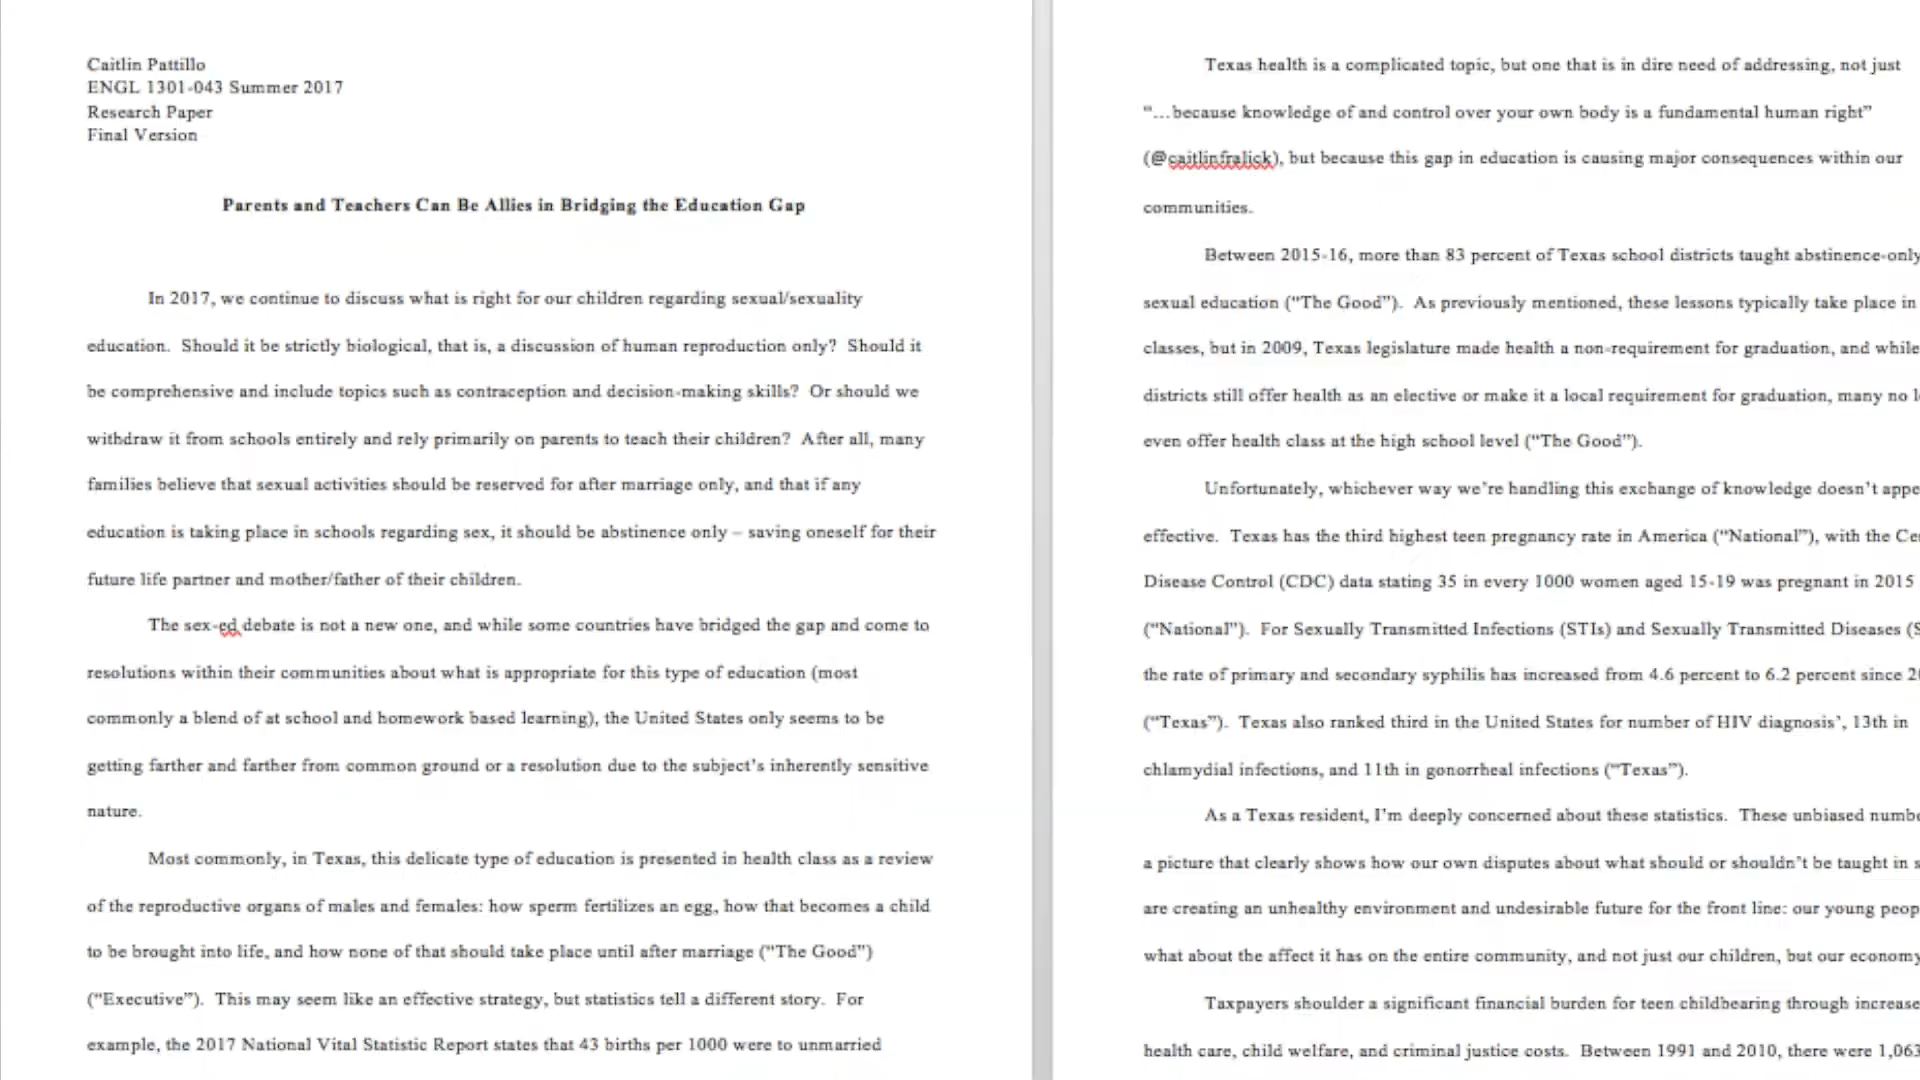 Caitlin Pattillo
ENGL 1301-043 Summer 2017
Research Paper
Final Version
Parents and Teachers Can Be Allies in Bridging the Education Gap
In 2017, we continue to discuss what is right for our children regarding sexual/sexuality
education.  Should it be strictly biological, that is, a discussion of human reproduction only?  Should it
be comprehensive and include topics such as contraception and decision-making skills?  Or should we
withdraw it from schools entirely and rely primarily on parents to teach their children?  After all, many
families believe that sexual activities should be reserved for after marriage only, and that if any
education is taking place in schools regarding sex, it should be abstinence only – saving oneself for their
future life partner and mother/father of their children.
The sex-ed debate is not a new one, and while some countries have bridged the gap and come to
resolutions within their communities about what is appropriate for this type of education (most
commonly a blend of at school and homework based learning), the United States only seems to be
getting farther and farther from common ground or a resolution due to the subject's inherently sensitive
nature.
Most commonly, in Texas, this delicate type of education is presented in health class as a review
of the reproductive organs of males and females: how sperm fertilizes an egg, how that becomes a child
to be brought into life, and how none of that should take place until after marriage (“The Good”)
(“Executive”).  This may seem like an effective strategy, but statistics tell a different story.  For
example, the 2017 National Vital Statistic Report states that 43 births per 1000 were to unmarried
Texas health is a complicated topic, but one that is in dire need of addressing, not just
“…because knowledge of and control over your own body is a fundamental human right”
(@caitlinfralick), but because this gap in education is causing major consequences within our
communities.
Between 2015-16, more than 83 percent of Texas school districts taught abstinence-only
sexual education (“The Good”).  As previously mentioned, these lessons typically take place in
classes, but in 2009, Texas legislature made health a non-requirement for graduation, and while
districts still offer health as an elective or make it a local requirement for graduation, many no l
even offer health class at the high school level (“The Good”).
Unfortunately, whichever way we're handling this exchange of knowledge doesn't appe
effective.  Texas has the third highest teen pregnancy rate in America (“National”), with the Ce
Disease Control (CDC) data stating 35 in every 1000 women aged 15-19 was pregnant in 2015
(“National”).  For Sexually Transmitted Infections (STIs) and Sexually Transmitted Diseases (S
the rate of primary and secondary syphilis has increased from 4.6 percent to 6.2 percent since 2
(“Texas”).  Texas also ranked third in the United States for number of HIV diagnosis', 13th in
chlamydial infections, and 11th in gonorrheal infections (“Texas”).
As a Texas resident, I'm deeply concerned about these statistics.  These unbiased numbe
a picture that clearly shows how our own disputes about what should or shouldn't be taught in s
are creating an unhealthy environment and undesirable future for the front line: our young peop
what about the affect it has on the entire community, and not just our children, but our economy
Taxpayers shoulder a significant financial burden for teen childbearing through increase
health care, child welfare, and criminal justice costs.  Between 1991 and 2010, there were 1,063